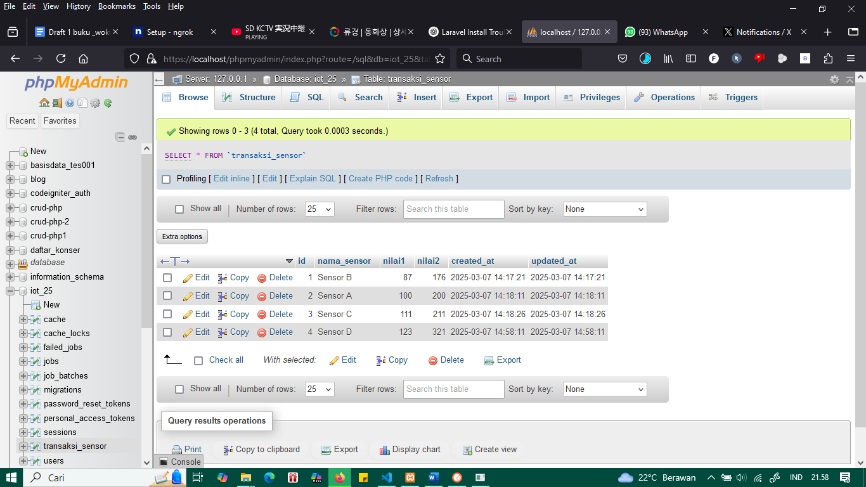 File Edit View History Bookmarks Tools Help
Draft 1 buku _wok
Setup - ngrok
SD KCTV 실황중계
PLAYING
Laravel Install Trou
localhost / 127.0.0.
(93) WhatsApp
Notifications / X
https://localhost/phpmyadmin/index.php?route=/sql&db=iot_25&ta
Search
phpMyAdmin
Recent Favorites
New
basisdata_tes001
blog
codeigniter_auth
crud-php
crud-php-2
crud-php1
daftar_konser
database
information_schema
iot_25
New
cache
cache_locks
failed_jobs
jobs
job_batches
migrations
password_reset_tokens
personal_access_tokens
sessions
transaksi_sensor
users
Server: 127.0.0.1 » Database: iot_25 » Table: transaksi_sensor
Browse Structure SQL Search Insert Export Import Privileges Operations Triggers
Showing rows 0 - 3 (4 total, Query took 0.0003 seconds.)
SELECT * FROM `transaksi_sensor`
Profiling [ Edit inline ] [ Edit ] [ Explain SQL ] [ Create PHP code ] [ Refresh ]
Show all Number of rows: 25 Filter rows: Search this table Sort by key: None
Extra options
id nama_sensor nilai1 nilai2 created_at updated_at
Edit Copy Delete 1 Sensor B 87 176 2025-03-07 14:17:21 2025-03-07 14:17:21
Edit Copy Delete 2 Sensor A 100 200 2025-03-07 14:18:11 2025-03-07 14:18:11
Edit Copy Delete 3 Sensor C 111 211 2025-03-07 14:18:26 2025-03-07 14:18:26
Edit Copy Delete 4 Sensor D 123 321 2025-03-07 14:58:11 2025-03-07 14:58:11
Check all With selected: Edit Copy Delete Export
Show all Number of rows: 25 Filter rows: Search this table Sort by key: None
Query results operations
Print Copy to clipboard Export Display chart Create view
Console
Cari
22°C Berawan
IND
21.58